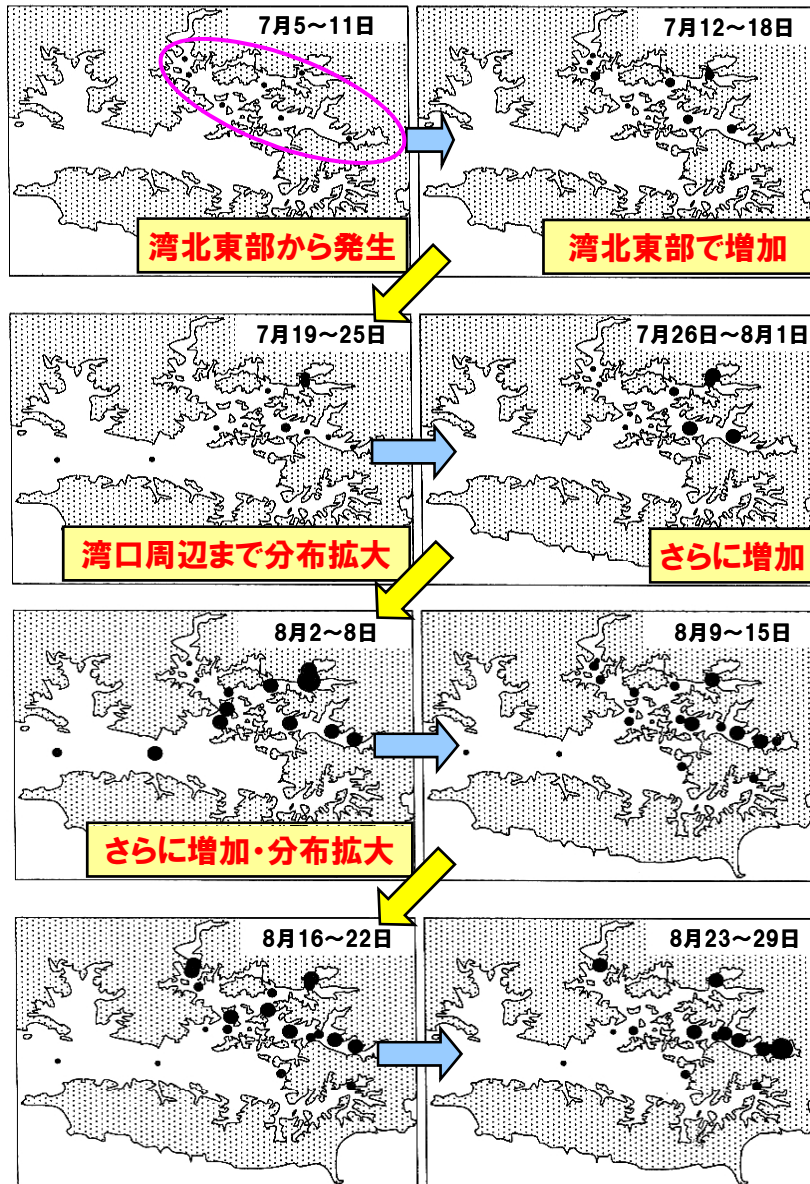 7月5～11日
7月12～18日
湾北東部から発生
湾北東部で増加
7月19～25日
7月26日～8月1日
湾口周辺まで分布拡大
さらに増加
8月2～8日
8月9～15日
さらに増加・分布拡大
8月16～22日
8月23～29日